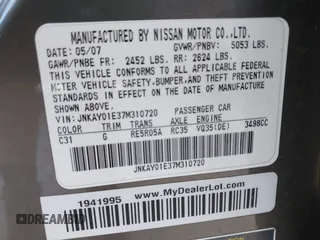 MANUFACTURED BY NISSAN MOTOR CO.,LTD.
DATE: 05/07 GVWR/PNBV: 5053 LBS.
GAWR/PNBE FR: 2452 LBS. RR: 2624 LBS.
THIS VEHICLE CONFORMS TO ALL APPLICABLE FEDERAL
MOTOR VEHICLE SAFETY, BUMPER, AND THEFT PREVENTION
STANDARDS IN EFFECT ON THE DATE OF MANUFACTURE
SHOWN ABOVE.
VIN: JNKAY01E37M310720 PASSENGER CAR
COLOR TRIM TRANS AXLE ENGINE
C31 G RE5R05A RC35 VQ35(DE) 3498CC
JNKAY01E37M310720
1941995 www.MyDealerLot.com
DREAMBID